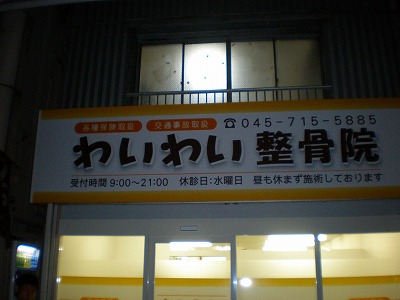 各種保険取扱 交通事故取扱 ☎045-715-5885
わいわい整骨院
受付時間 9:00～21:00 休診日:水曜日 昼も休まず施術しております